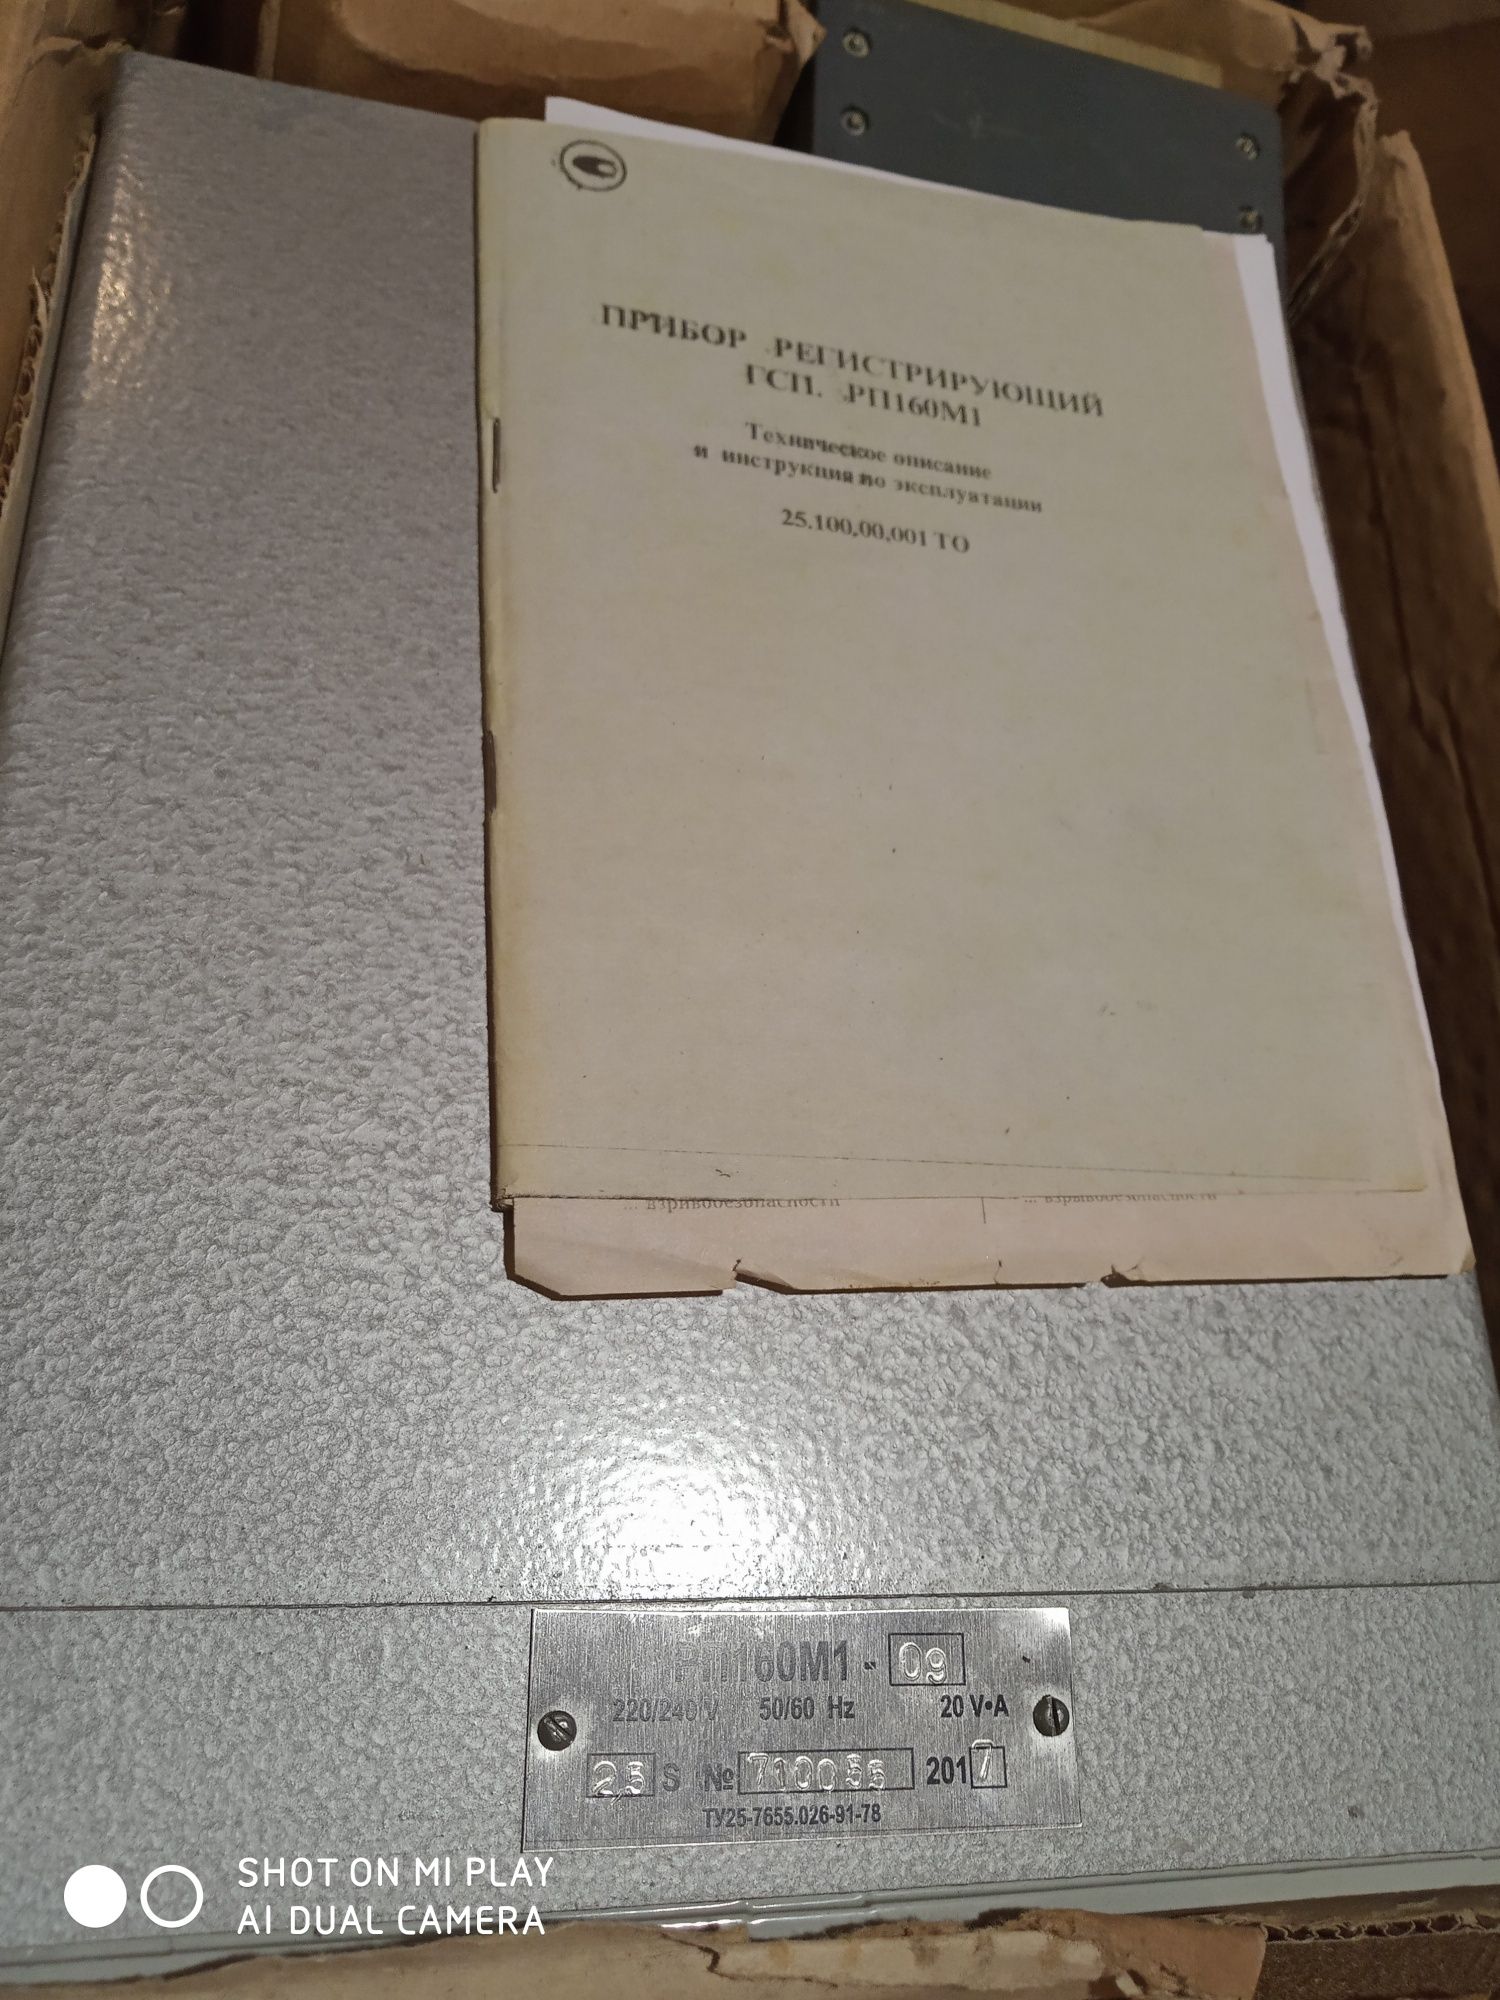 ПРИБОР РЕГИСТРИРУЮЩИЙ
ГСП. РП160М1
Техническое описание
и инструкция по эксплуатации
25.100.00.001 ТО
... взривобезопасности ... взрывобезопасности
РП160М1 - 09
220/240 V 50/60 Hz 20 V•A
2,5 S № 710055 2017
ТУ25-7655.026-91-78
SHOT ON MI PLAY
AI DUAL CAMERA